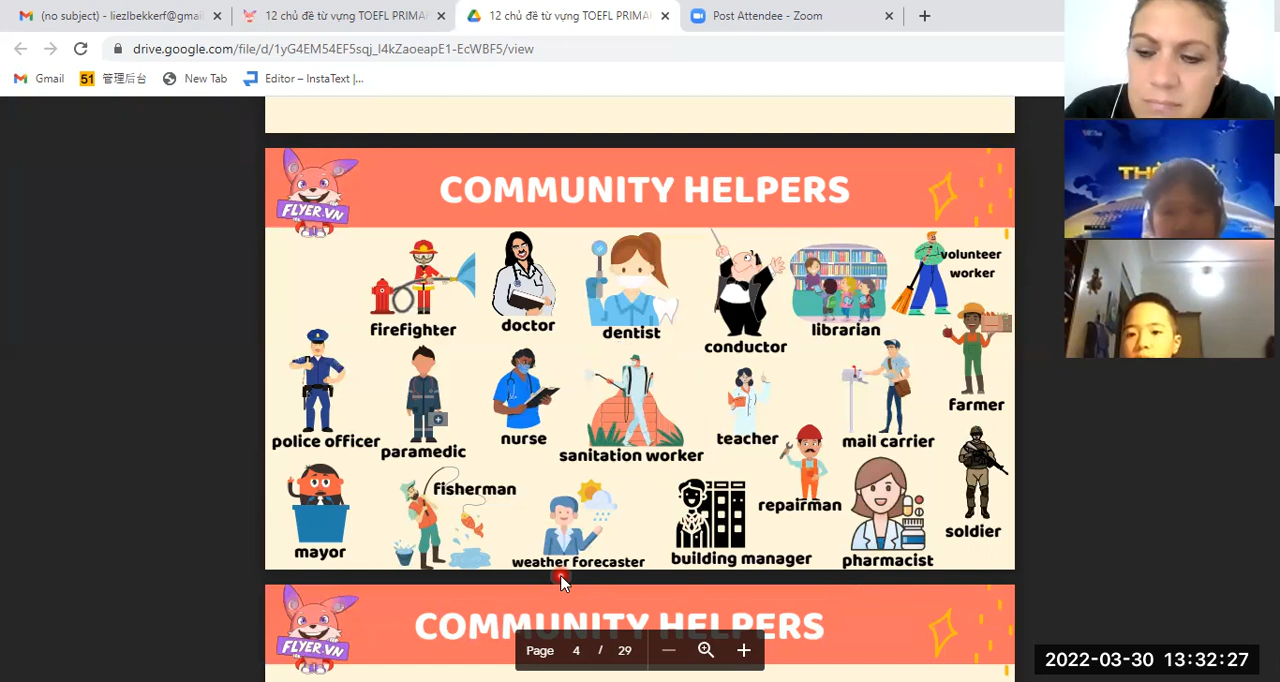 (no subject) - liezlbekkerf@gmai
12 chủ đề từ vựng TOEFL PRIMA
12 chủ đề từ vựng TOEFL PRIMA
Post Attendee - Zoom
drive.google.com/file/d/1yG4EM54EF5sqj_l4kZaoeapE1-EcWBF5/view
Gmail
51 管理后台
New Tab
Editor – InstaText |...
FLYER.VN
COMMUNITY HELPERS
firefighter
doctor
dentist
conductor
librarian
volunteer
worker
police officer
paramedic
nurse
sanitation worker
teacher
mail carrier
farmer
mayor
fisherman
weather forecaster
building manager
repairman
pharmacist
soldier
FLYER.VN
COMMUNITY HELPERS
Page 4 / 29
2022-03-30 13:32:27